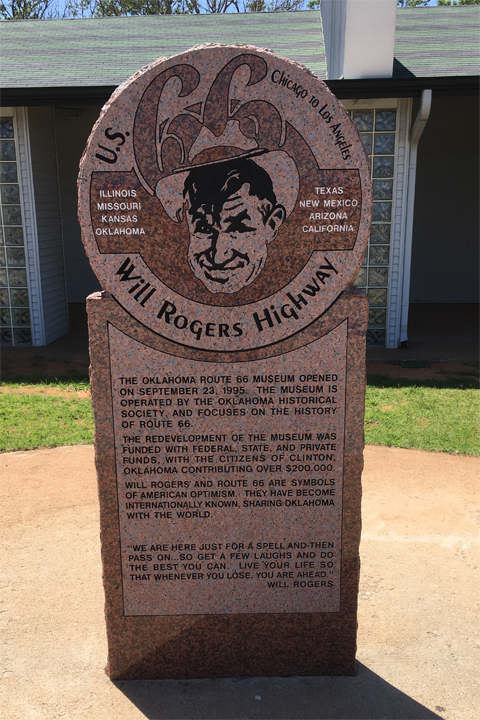 U.S.
66
Chicago to Los Angeles
ILLINOIS
MISSOURI
KANSAS
OKLAHOMA
TEXAS
NEW MEXICO
ARIZONA
CALIFORNIA
Will Rogers Highway
THE OKLAHOMA ROUTE 66 MUSEUM OPENED
ON SEPTEMBER 23, 1995. THE MUSEUM IS
OPERATED BY THE OKLAHOMA HISTORICAL
SOCIETY, AND FOCUSES ON THE HISTORY
OF ROUTE 66.
THE REDEVELOPMENT OF THE MUSEUM WAS
FUNDED WITH FEDERAL, STATE, AND PRIVATE
FUNDS, WITH THE CITIZENS OF CLINTON,
OKLAHOMA CONTRIBUTING OVER $200,000.
WILL ROGERS AND ROUTE 66 ARE SYMBOLS
OF AMERICAN OPTIMISM. THEY HAVE BECOME
INTERNATIONALLY KNOWN, SHARING OKLAHOMA
WITH THE WORLD.
"WE ARE HERE JUST FOR A SPELL AND THEN
PASS ON...SO GET A FEW LAUGHS AND DO
THE BEST YOU CAN. LIVE YOUR LIFE SO
THAT WHENEVER YOU LOSE, YOU ARE AHEAD."
WILL ROGERS